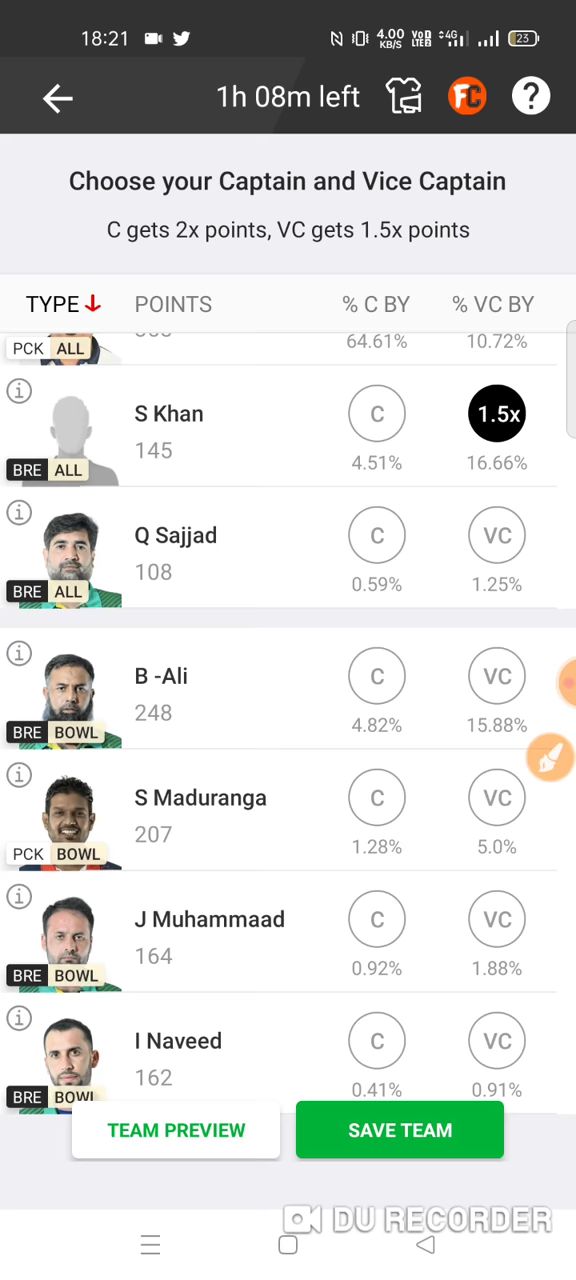 18:21
4.00 KB/S
VoD LTE2
4G
23
1h 08m left
FC
?
Choose your Captain and Vice Captain
C gets 2x points, VC gets 1.5x points
TYPE POINTS % C BY % VC BY
PCK ALL 64.61% 10.72%
S Khan
145
C 1.5x
4.51% 16.66%
BRE ALL
Q Sajjad
108
C VC
0.59% 1.25%
BRE ALL
B -Ali
248
C VC
4.82% 15.88%
BRE BOWL
S Maduranga
207
C VC
1.28% 5.0%
PCK BOWL
J Muhammaad
164
C VC
0.92% 1.88%
BRE BOWL
I Naveed
162
C VC
0.41% 0.91%
BRE BOWL
TEAM PREVIEW SAVE TEAM
DU RECORDER